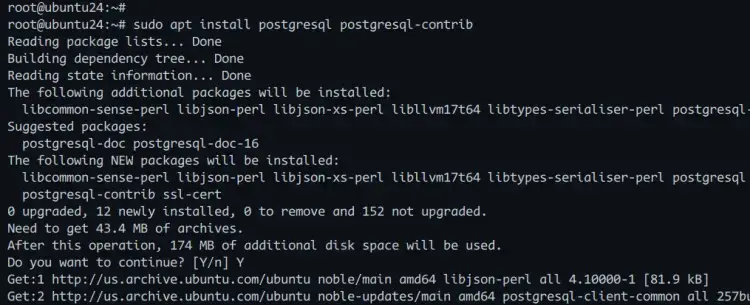 root@ubuntu24:~#
root@ubuntu24:~# sudo apt install postgresql postgresql-contrib
Reading package lists... Done
Building dependency tree... Done
Reading state information... Done
The following additional packages will be installed:
  libcommon-sense-perl libjson-perl libjson-xs-perl libllvm17t64 libtypes-serialiser-perl postgresql-
Suggested packages:
  postgresql-doc postgresql-doc-16
The following NEW packages will be installed:
  libcommon-sense-perl libjson-perl libjson-xs-perl libllvm17t64 libtypes-serialiser-perl postgresql
  postgresql-contrib ssl-cert
0 upgraded, 12 newly installed, 0 to remove and 152 not upgraded.
Need to get 43.4 MB of archives.
After this operation, 174 MB of additional disk space will be used.
Do you want to continue? [Y/n] Y
Get:1 http://us.archive.ubuntu.com/ubuntu noble/main amd64 libjson-perl all 4.10000-1 [81.9 kB]
Get:2 http://us.archive.ubuntu.com/ubuntu noble-updates/main amd64 postgresql-client-common all 257bu